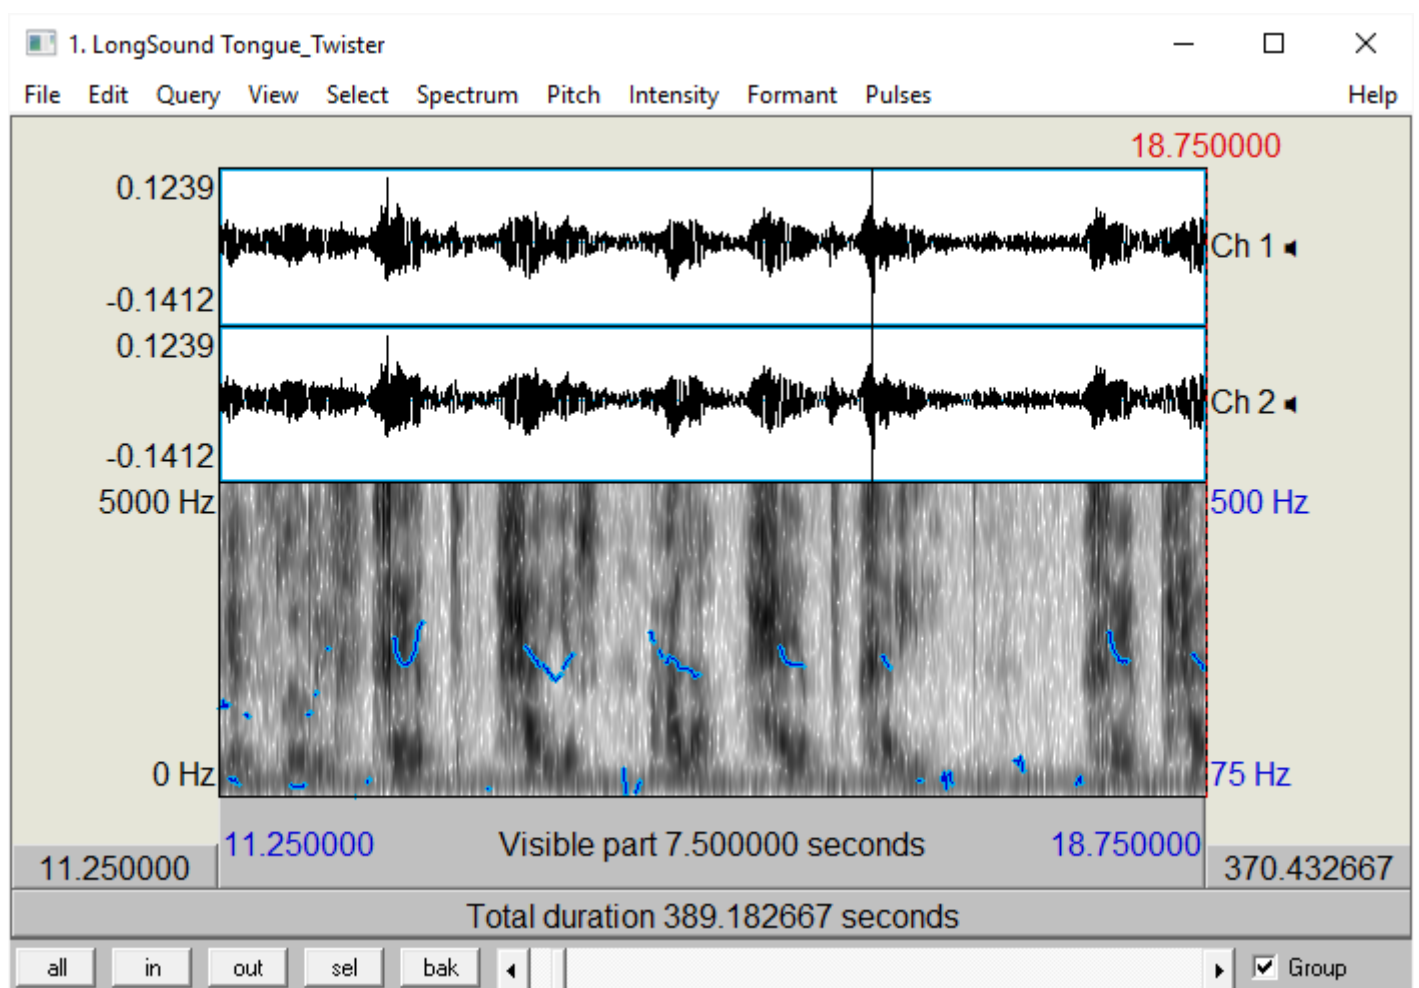 1. LongSound Tongue_Twister
File Edit Query View Select Spectrum Pitch Intensity Formant Pulses Help
18.750000
0.1239
Ch 1
-0.1412
0.1239
Ch 2
-0.1412
5000 Hz 500 Hz
0 Hz 75 Hz
11.250000 Visible part 7.500000 seconds 18.750000
11.250000 370.432667
Total duration 389.182667 seconds
all in out sel bak Group